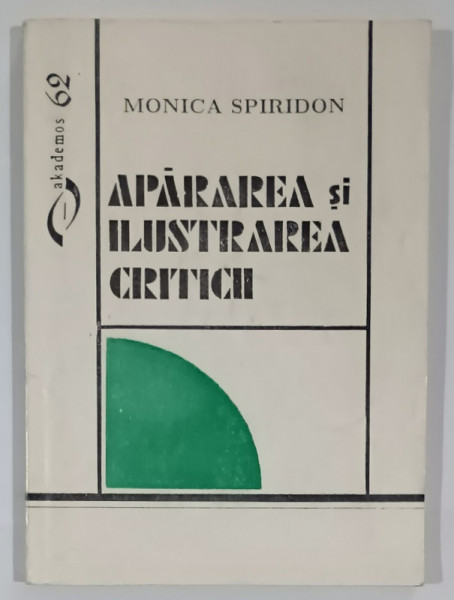 akademos 62
MONICA SPIRIDON
APĂRAREA și
ILUSTRAREA
CRITICII